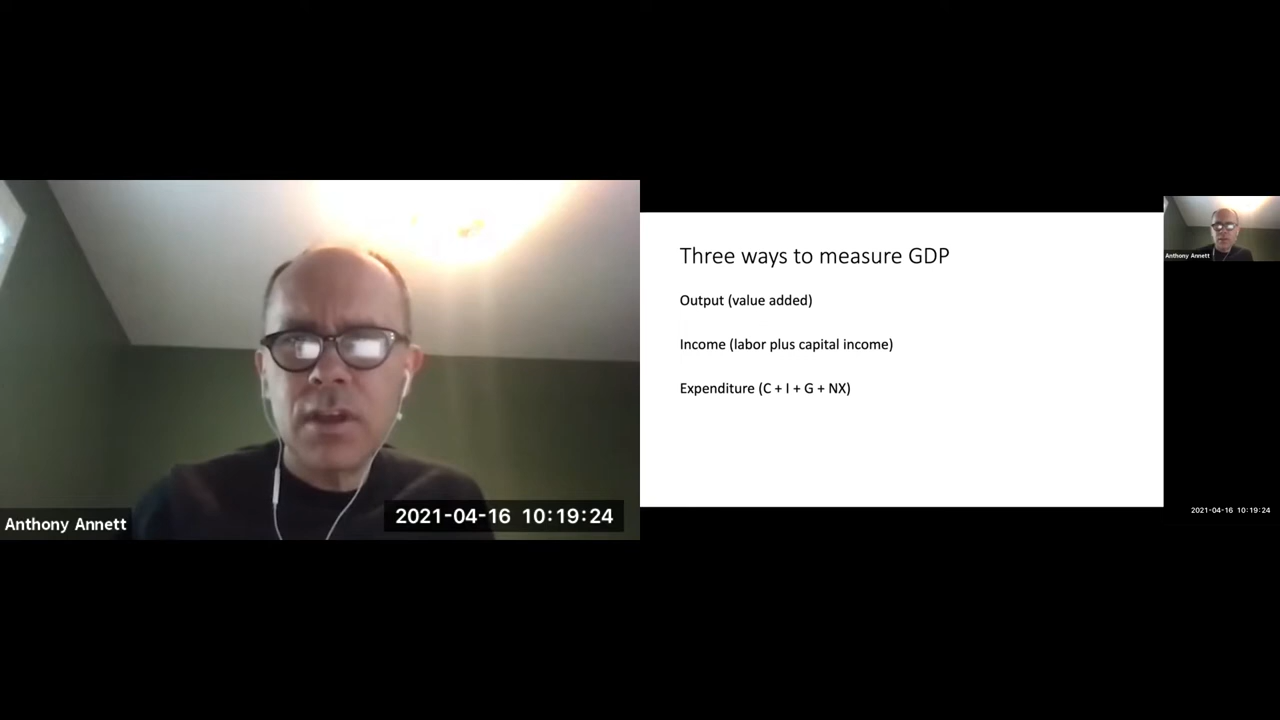 Anthony Annett
2021-04-16 10:19:24
Three ways to measure GDP
Output (value added)
Income (labor plus capital income)
Expenditure (C + I + G + NX)
Anthony Annett
2021-04-16 10:19:24